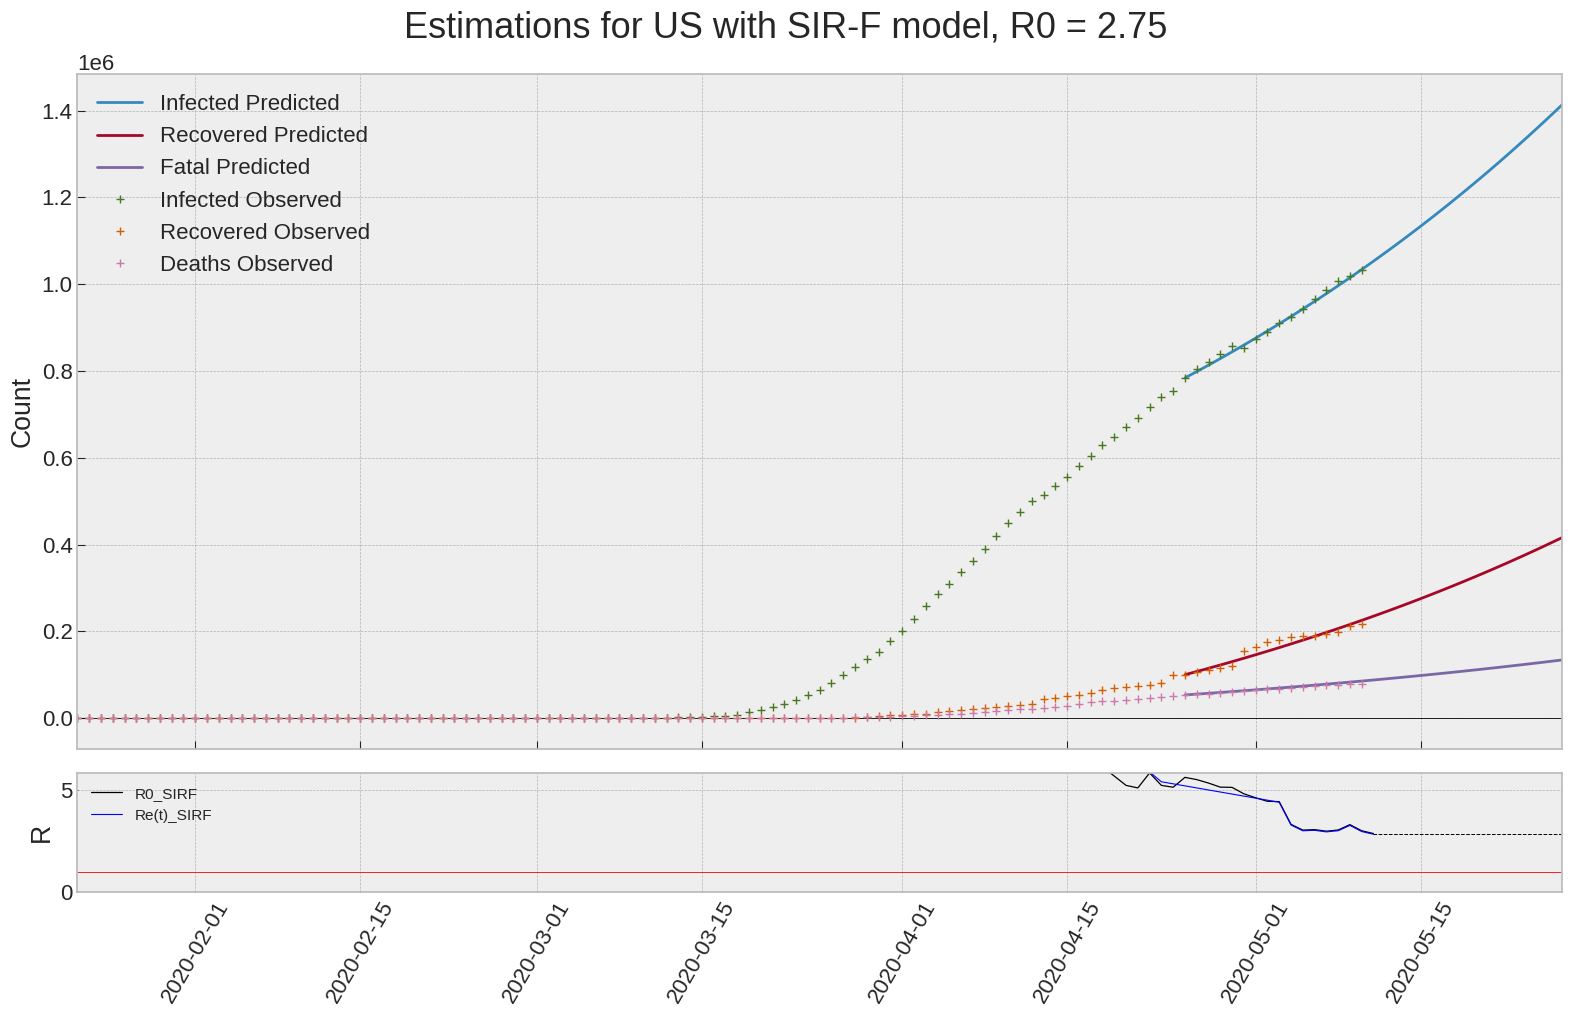 Estimations for US with SIR-F model, R0 = 2.75
1e6
Infected Predicted
Recovered Predicted
Fatal Predicted
Infected Observed
Recovered Observed
Deaths Observed
1.4
1.2
1.0
0.8
0.6
0.4
0.2
0.0
Count
R0_SIRF
Re(t)_SIRF
5
0
R
2020-02-01
2020-02-15
2020-03-01
2020-03-15
2020-04-01
2020-04-15
2020-05-01
2020-05-15